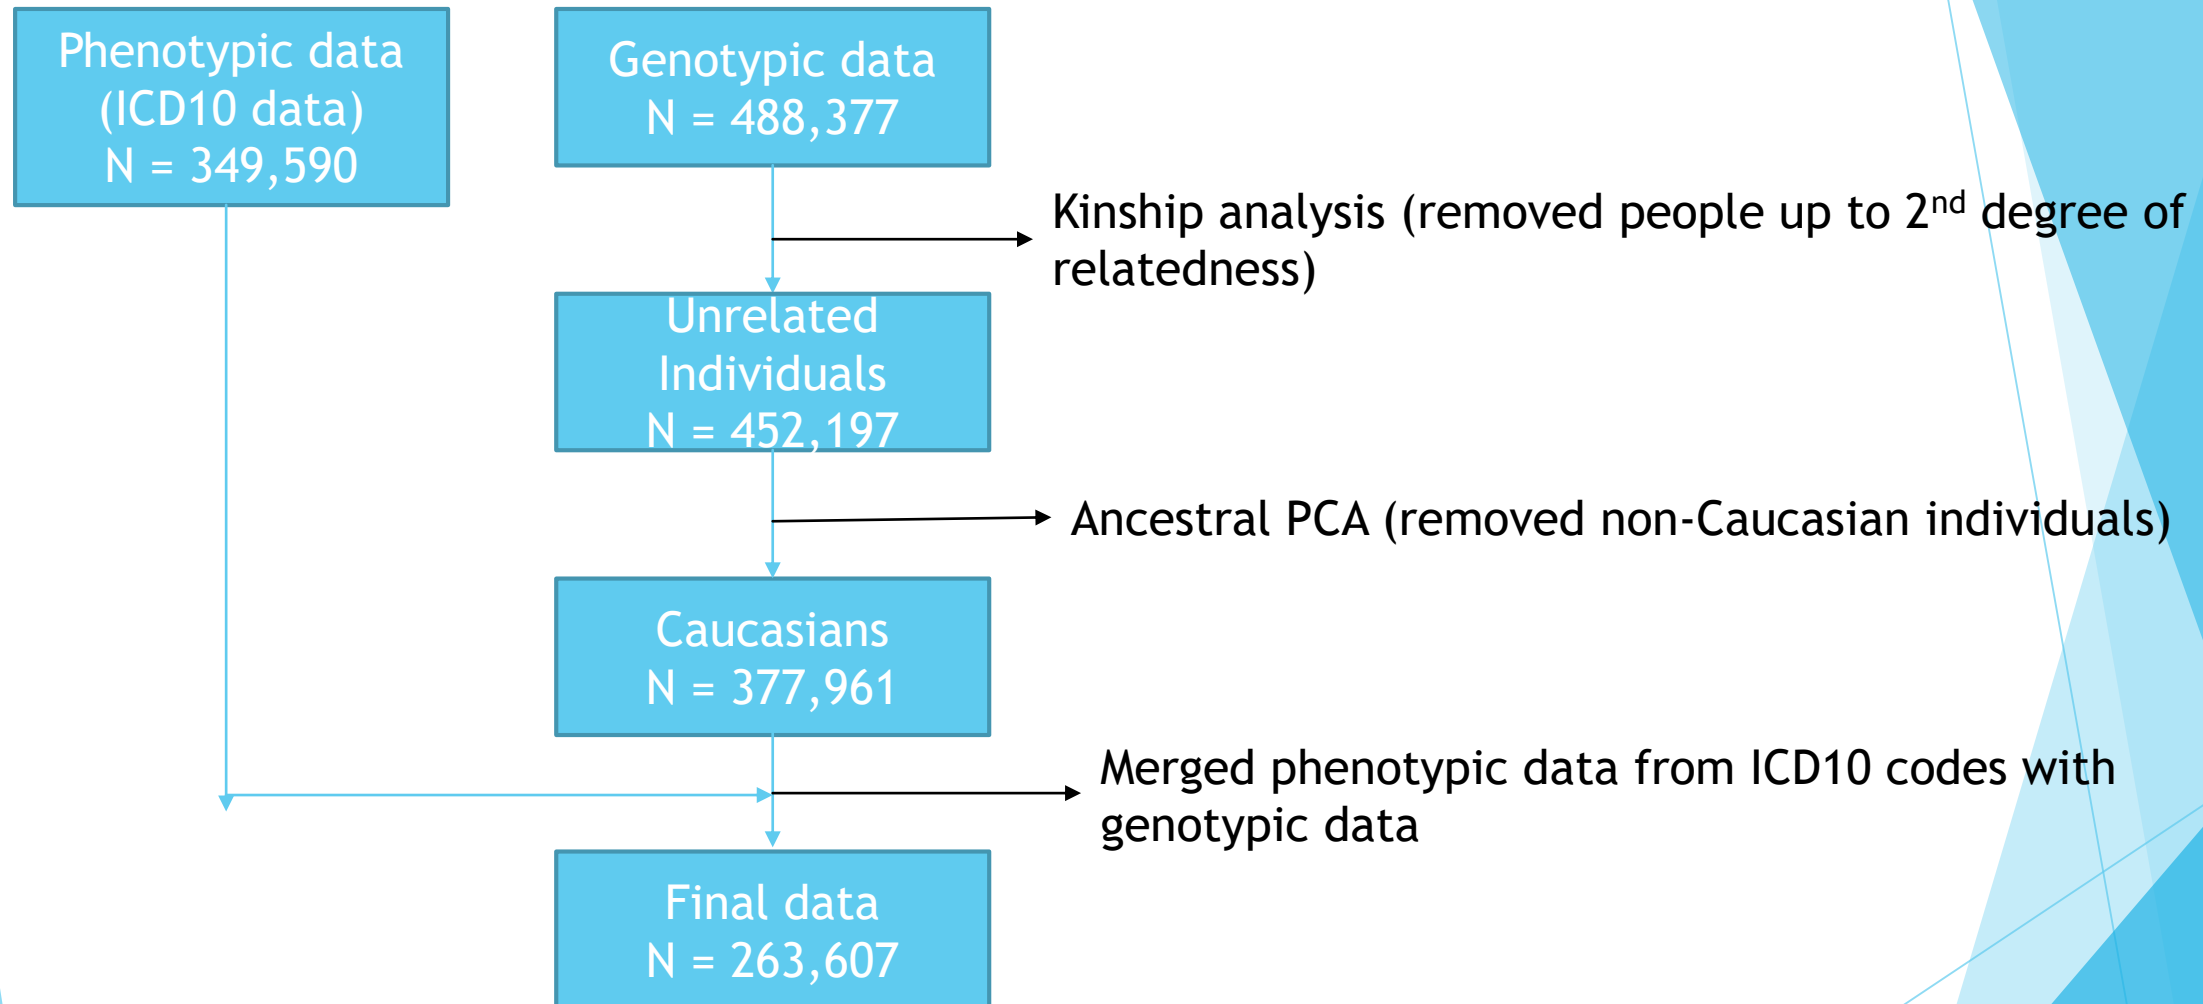 Phenotypic data
(ICD10 data)
N = 349,590
Genotypic data
N = 488,377
Kinship analysis (removed people up to 2nd degree of
relatedness)
Unrelated
Individuals
N = 452,197
Ancestral PCA (removed non-Caucasian individuals)
Caucasians
N = 377,961
Merged phenotypic data from ICD10 codes with
genotypic data
Final data
N = 263,607